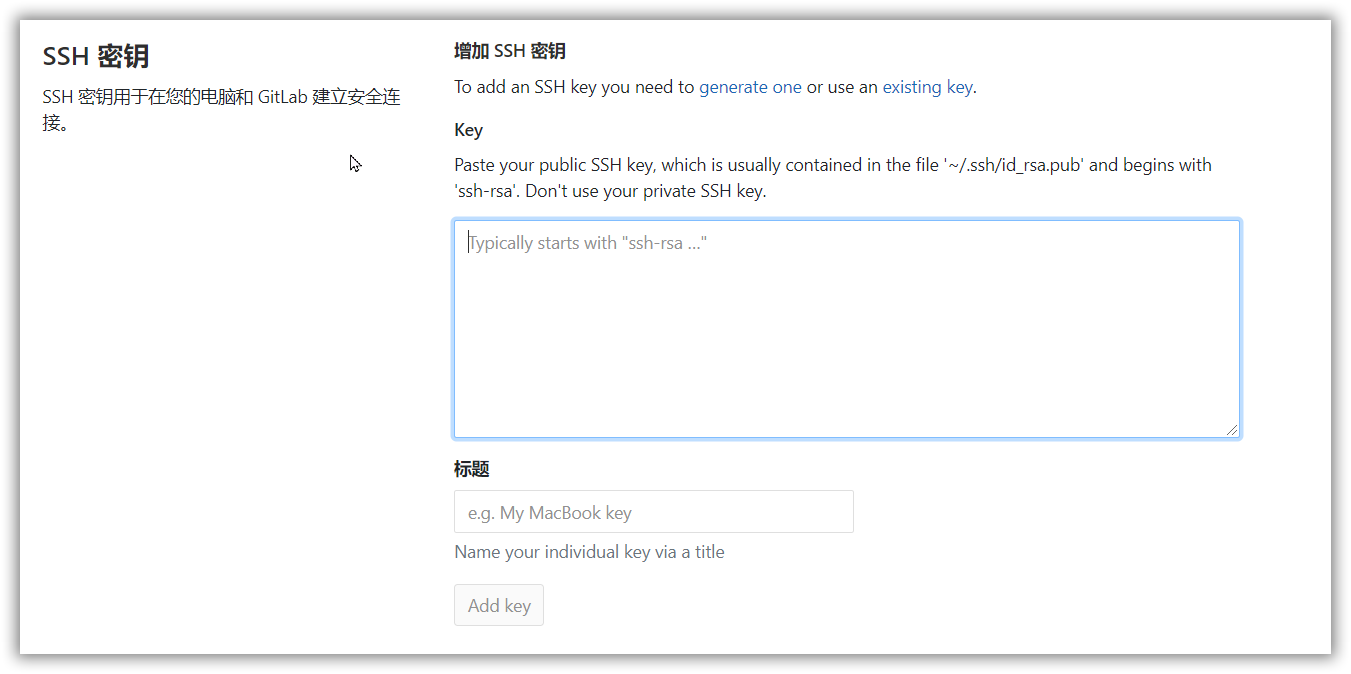 SSH 密钥
SSH 密钥用于在您的电脑和 GitLab 建立安全连
接。
增加 SSH 密钥
To add an SSH key you need to generate one or use an existing key.
Key
Paste your public SSH key, which is usually contained in the file '~/.ssh/id_rsa.pub' and begins with
'ssh-rsa'. Don't use your private SSH key.
Typically starts with "ssh-rsa ..."
标题
e.g. My MacBook key
Name your individual key via a title
Add key